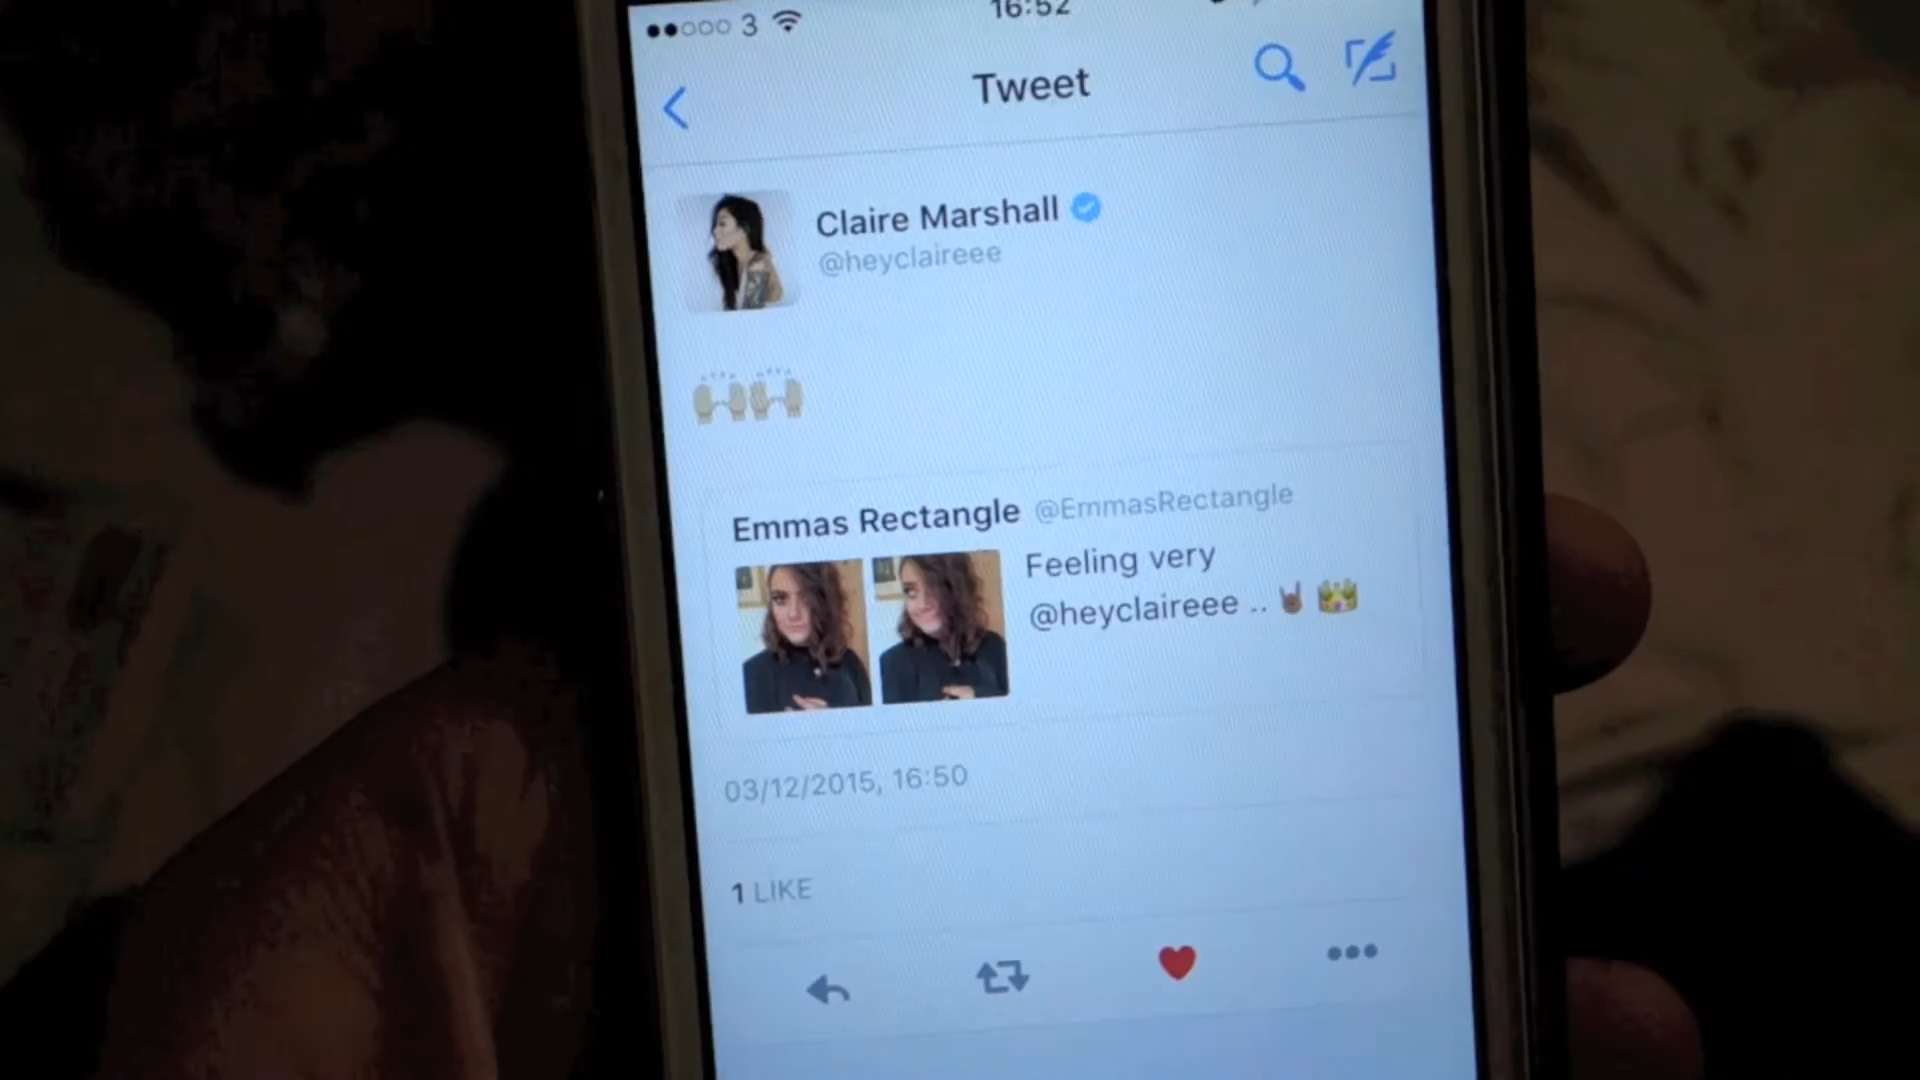 3 16:52
Tweet
Claire Marshall
@heyclaireee
🙌🏼🙌🏼
Emmas Rectangle @EmmasRectangle
Feeling very
@heyclaireee .. 🤘🏾 👑
03/12/2015, 16:50
1 LIKE